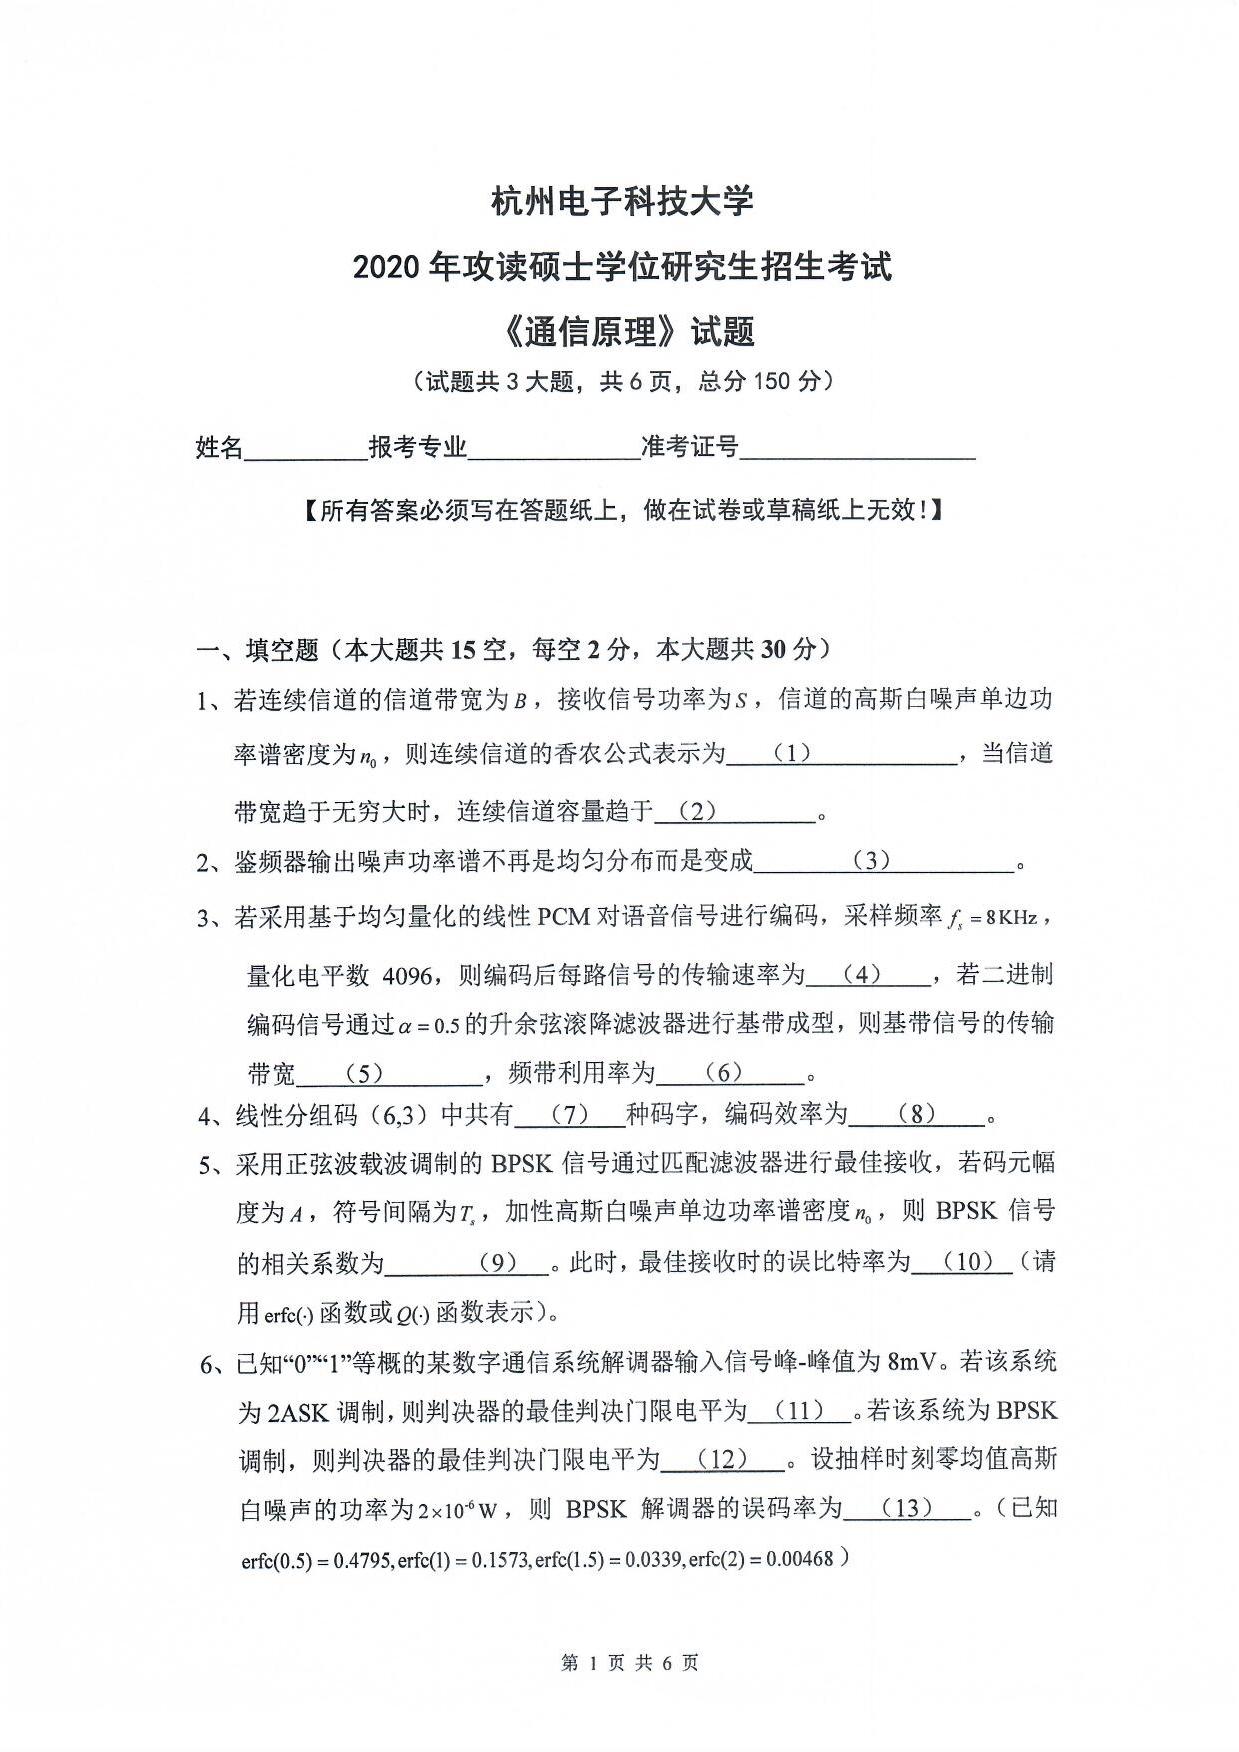 杭州电子科技大学
2020 年攻读硕士学位研究生招生考试
《通信原理》试题
（试题共 3 大题，共 6 页，总分 150 分）
姓名__________报考专业______________准考证号___________________
【所有答案必须写在答题纸上，做在试卷或草稿纸上无效！】
一、填空题（本大题共 15 空，每空 2 分，本大题共 30 分）
1、若连续信道的信道带宽为 B ，接收信号功率为 S ，信道的高斯白噪声单边功
率谱密度为 n₀ ，则连续信道的香农公式表示为___（1）____________，当信道
带宽趋于无穷大时，连续信道容量趋于__（2）________。
2、鉴频器输出噪声功率谱不再是均匀分布而是变成________（3）__________。
3、若采用基于均匀量化的线性 PCM 对语音信号进行编码，采样频率 fₛ = 8KHz ，
量化电平数 4096，则编码后每路信号的传输速率为___（4）____，若二进制
编码信号通过 α = 0.5 的升余弦滚降滤波器进行基带成型，则基带信号的传输
带宽____（5）________，频带利用率为____（6）_____。
4、线性分组码（6,3）中共有___（7）___种码字，编码效率为____（8）____。
5、采用正弦波载波调制的 BPSK 信号通过匹配滤波器进行最佳接收，若码元幅
度为 A ，符号间隔为 Tₛ ，加性高斯白噪声单边功率谱密度 n₀ ，则 BPSK 信号
的相关系数为________（9）___。此时，最佳接收时的误比特率为___（10）__（请
用 erfc(·) 函数或 Q(·) 函数表示）。
6、已知“0”“1”等概的某数字通信系统解调器输入信号峰-峰值为 8mV。若该系统
为 2ASK 调制，则判决器的最佳判决门限电平为__（11）__。若该系统为 BPSK
调制，则判决器的最佳判决门限电平为___（12）___。设抽样时刻零均值高斯
白噪声的功率为 2×10⁻⁶ W ，则 BPSK 解调器的误码率为___（13）___。（已知
erfc(0.5) = 0.4795, erfc(1) = 0.1573, erfc(1.5) = 0.0339, erfc(2) = 0.00468 ）
第 1 页 共 6 页